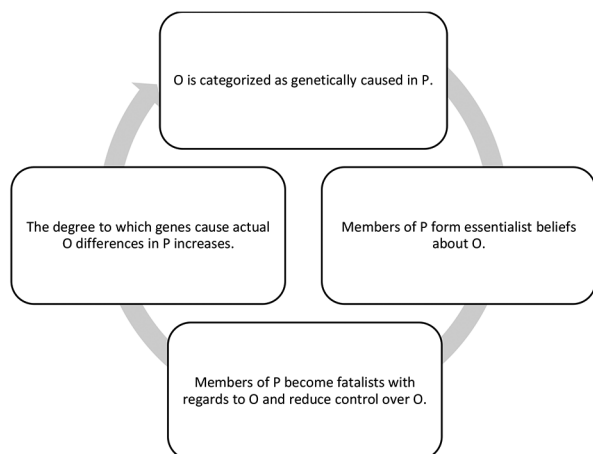 O is categorized as genetically caused in P.
Members of P form essentialist beliefs
about O.
Members of P become fatalists with
regards to O and reduce control over O.
The degree to which genes cause actual
O differences in P increases.